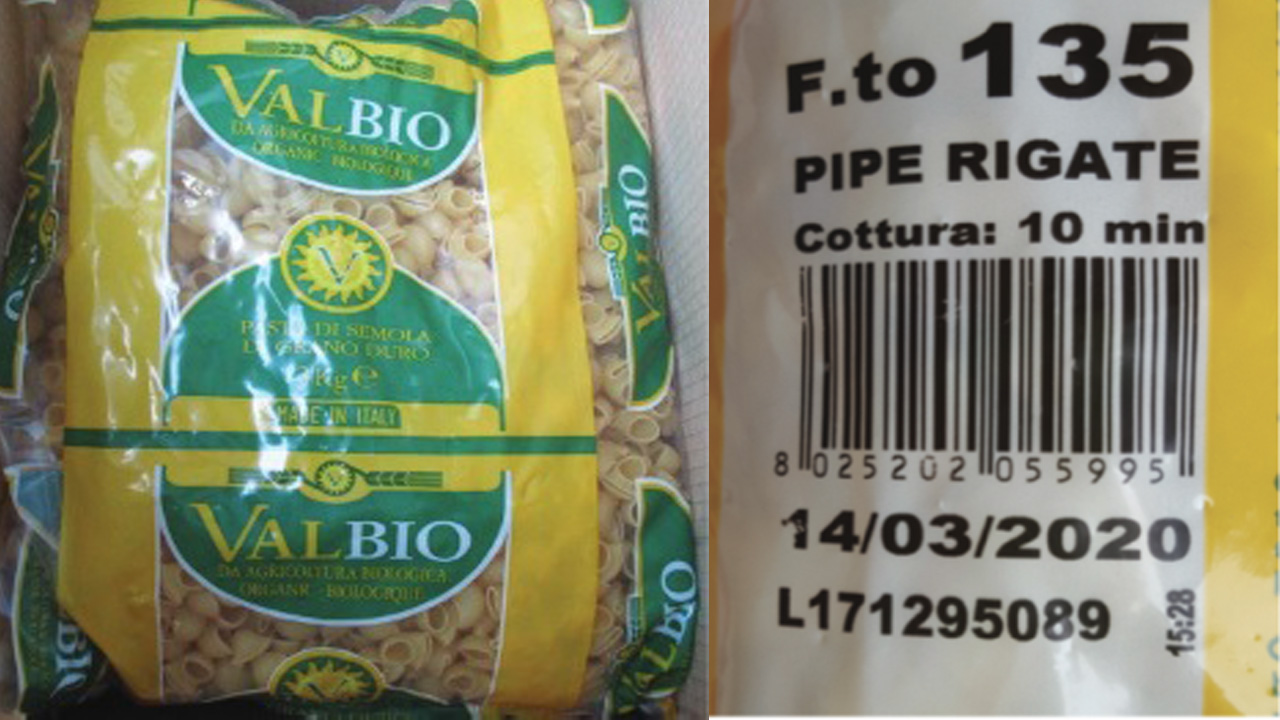 VALBIO
DA AGRICOLTURA BIOLOGICA
ORGANIC BIOLOGIQUE
V
PASTA DI SEMOLA
DI GRANO DURO
Kg e
MADE IN ITALY
VALBIO
DA AGRICOLTURA BIOLOGICA
ORGANIC BIOLOGIQUE
V
VALBIO
VALBIO
F.to 135
PIPE RIGATE
Cottura: 10 min
8 025202 055995
14/03/2020
L171295089
15:28